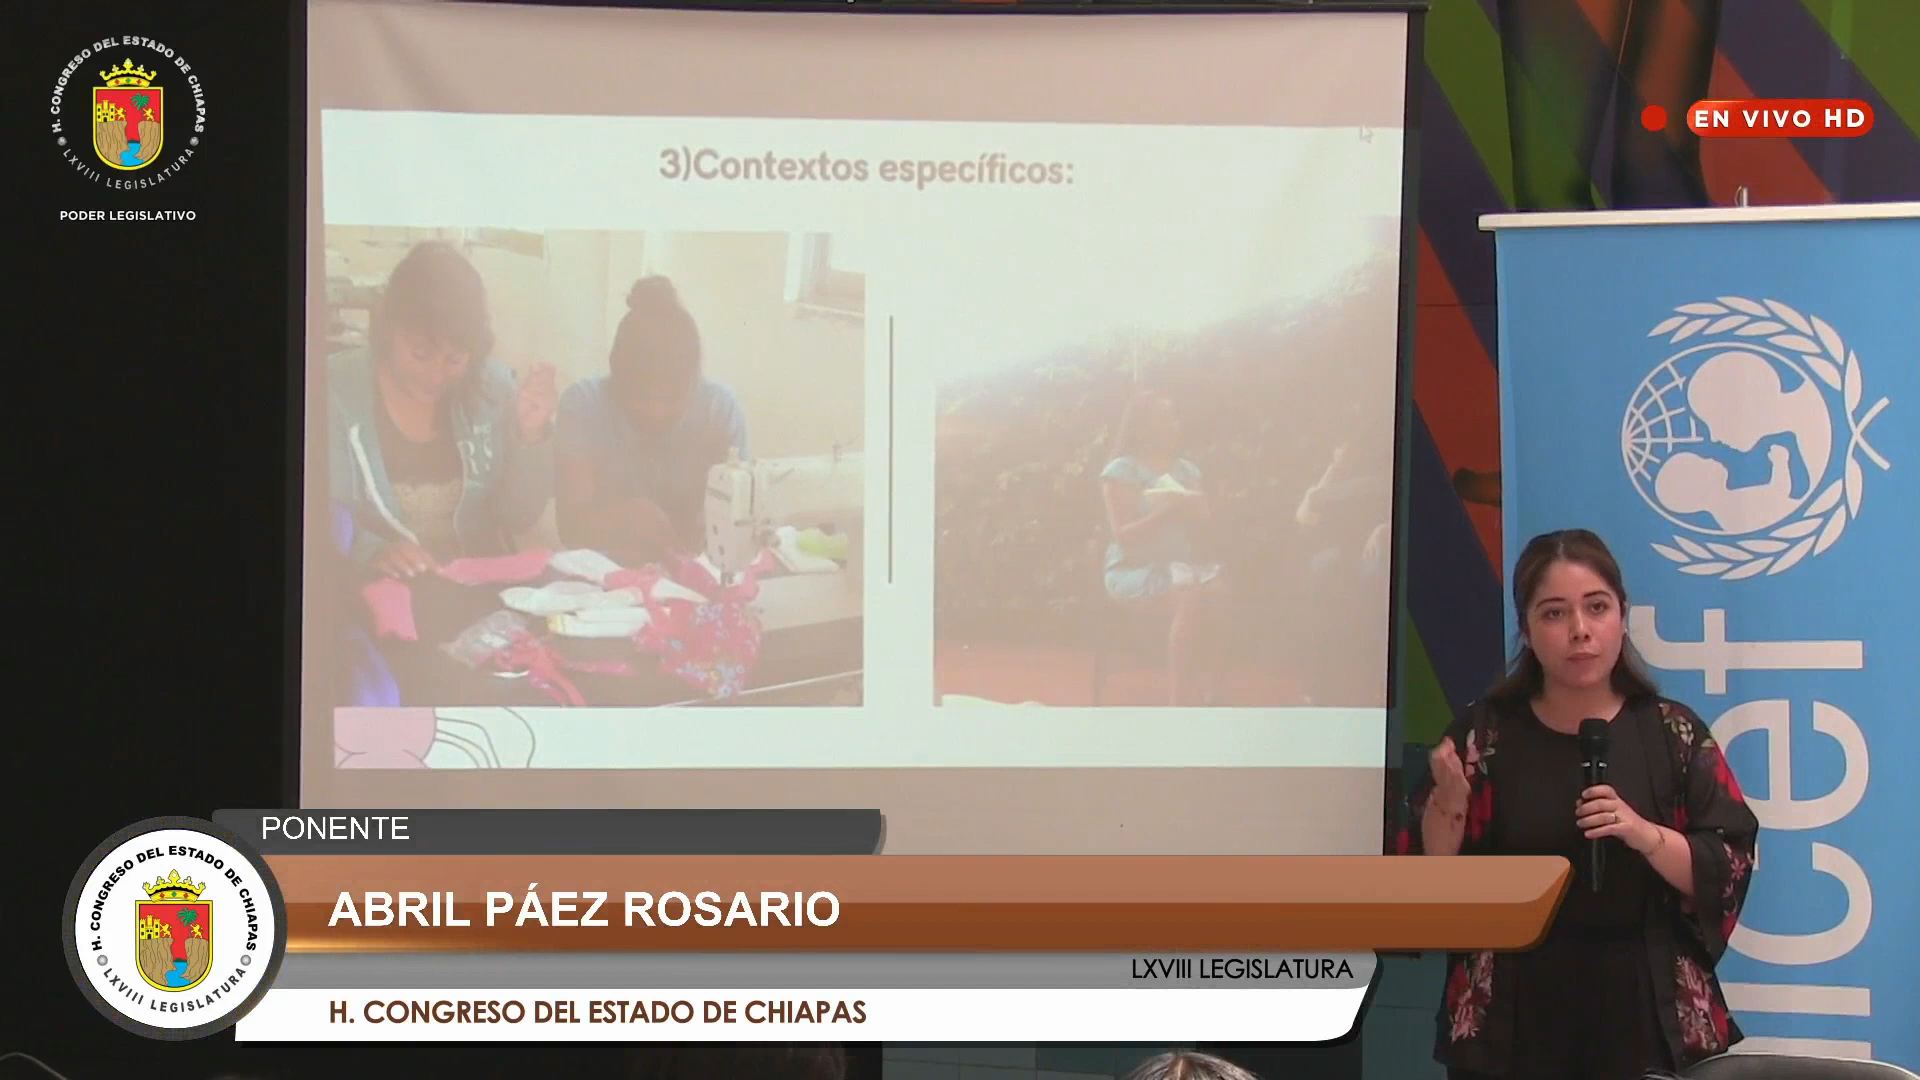 H. CONGRESO DEL ESTADO DE CHIAPAS
LXVIII LEGISLATURA
PODER LEGISLATIVO
EN VIVO HD
3)Contextos específicos:
unicef
PONENTE
ABRIL PÁEZ ROSARIO
LXVIII LEGISLATURA
H. CONGRESO DEL ESTADO DE CHIAPAS
H. CONGRESO DEL ESTADO DE CHIAPAS
LXVIII LEGISLATURA